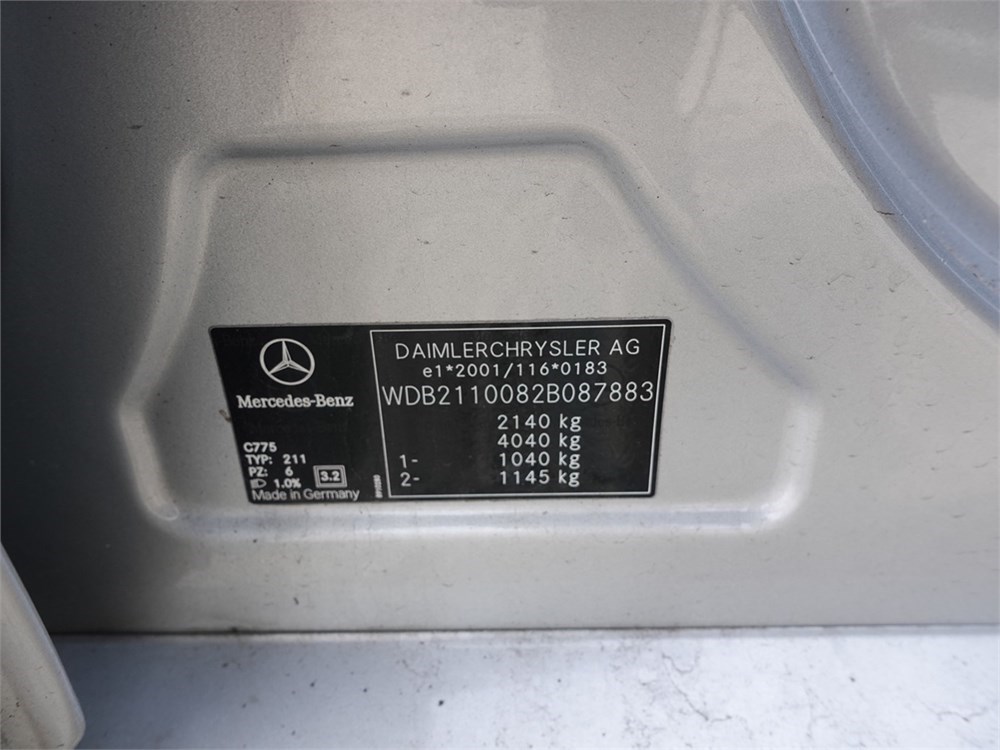 Mercedes-Benz
C775
TYP: 211
PZ: 6
1.0%
3.2
Made in Germany
DAIMLERCHRYSLER AG
e1*2001/116*0183
WDB2110082B087883
2140 kg
4040 kg
1- 1040 kg
2- 1145 kg